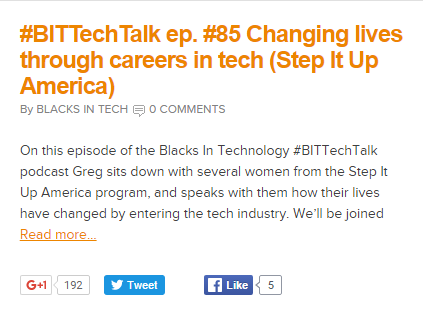 #BITTechTalk ep. #85 Changing lives
through careers in tech (Step It Up
America)
By BLACKS IN TECH 0 COMMENTS
On this episode of the Blacks In Technology #BITTechTalk
podcast Greg sits down with several women from the Step It
Up America program, and speaks with them how their lives
have changed by entering the tech industry. We'll be joined
Read more...
G+1 192 Tweet Like 5